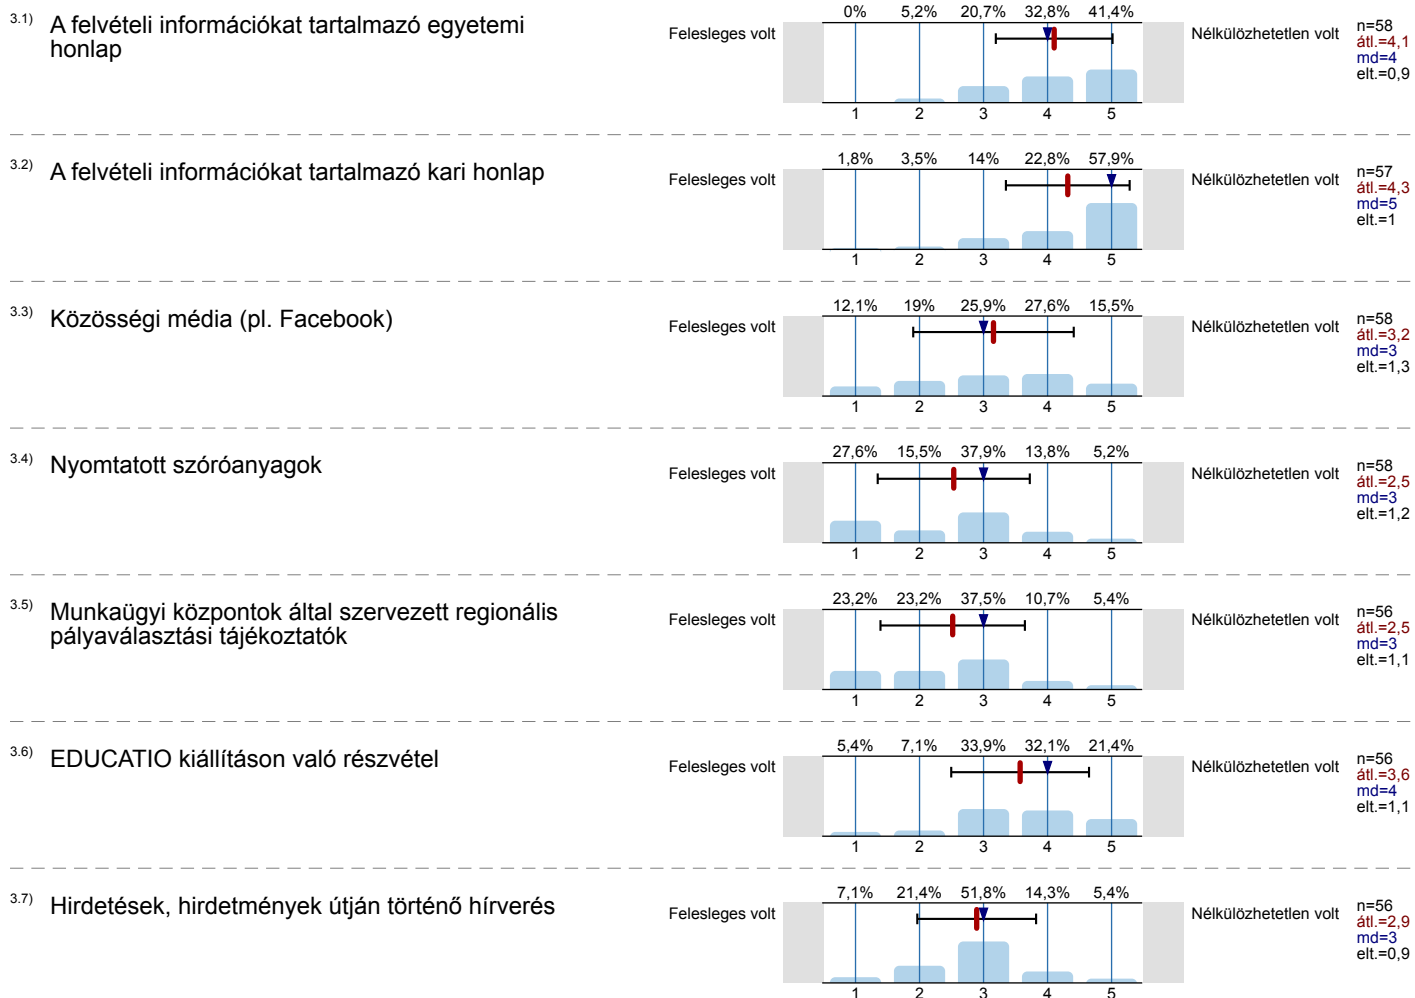 3.1) A felvételi információkat tartalmazó egyetemi
honlap
Felesleges volt
0% 5,2% 20,7% 32,8% 41,4%
1 2 3 4 5
Nélkülözhetetlen volt
n=58
átl.=4,1
md=4
elt.=0,9
3.2) A felvételi információkat tartalmazó kari honlap
Felesleges volt
1,8% 3,5% 14% 22,8% 57,9%
1 2 3 4 5
Nélkülözhetetlen volt
n=57
átl.=4,3
md=5
elt.=1
3.3) Közösségi média (pl. Facebook)
Felesleges volt
12,1% 19% 25,9% 27,6% 15,5%
1 2 3 4 5
Nélkülözhetetlen volt
n=58
átl.=3,2
md=3
elt.=1,3
3.4) Nyomtatott szóróanyagok
Felesleges volt
27,6% 15,5% 37,9% 13,8% 5,2%
1 2 3 4 5
Nélkülözhetetlen volt
n=58
átl.=2,5
md=3
elt.=1,2
3.5) Munkaügyi központok által szervezett regionális
pályaválasztási tájékoztatók
Felesleges volt
23,2% 23,2% 37,5% 10,7% 5,4%
1 2 3 4 5
Nélkülözhetetlen volt
n=56
átl.=2,5
md=3
elt.=1,1
3.6) EDUCATIO kiállításon való részvétel
Felesleges volt
5,4% 7,1% 33,9% 32,1% 21,4%
1 2 3 4 5
Nélkülözhetetlen volt
n=56
átl.=3,6
md=4
elt.=1,1
3.7) Hirdetések, hirdetmények útján történő hírverés
Felesleges volt
7,1% 21,4% 51,8% 14,3% 5,4%
1 2 3 4 5
Nélkülözhetetlen volt
n=56
átl.=2,9
md=3
elt.=0,9